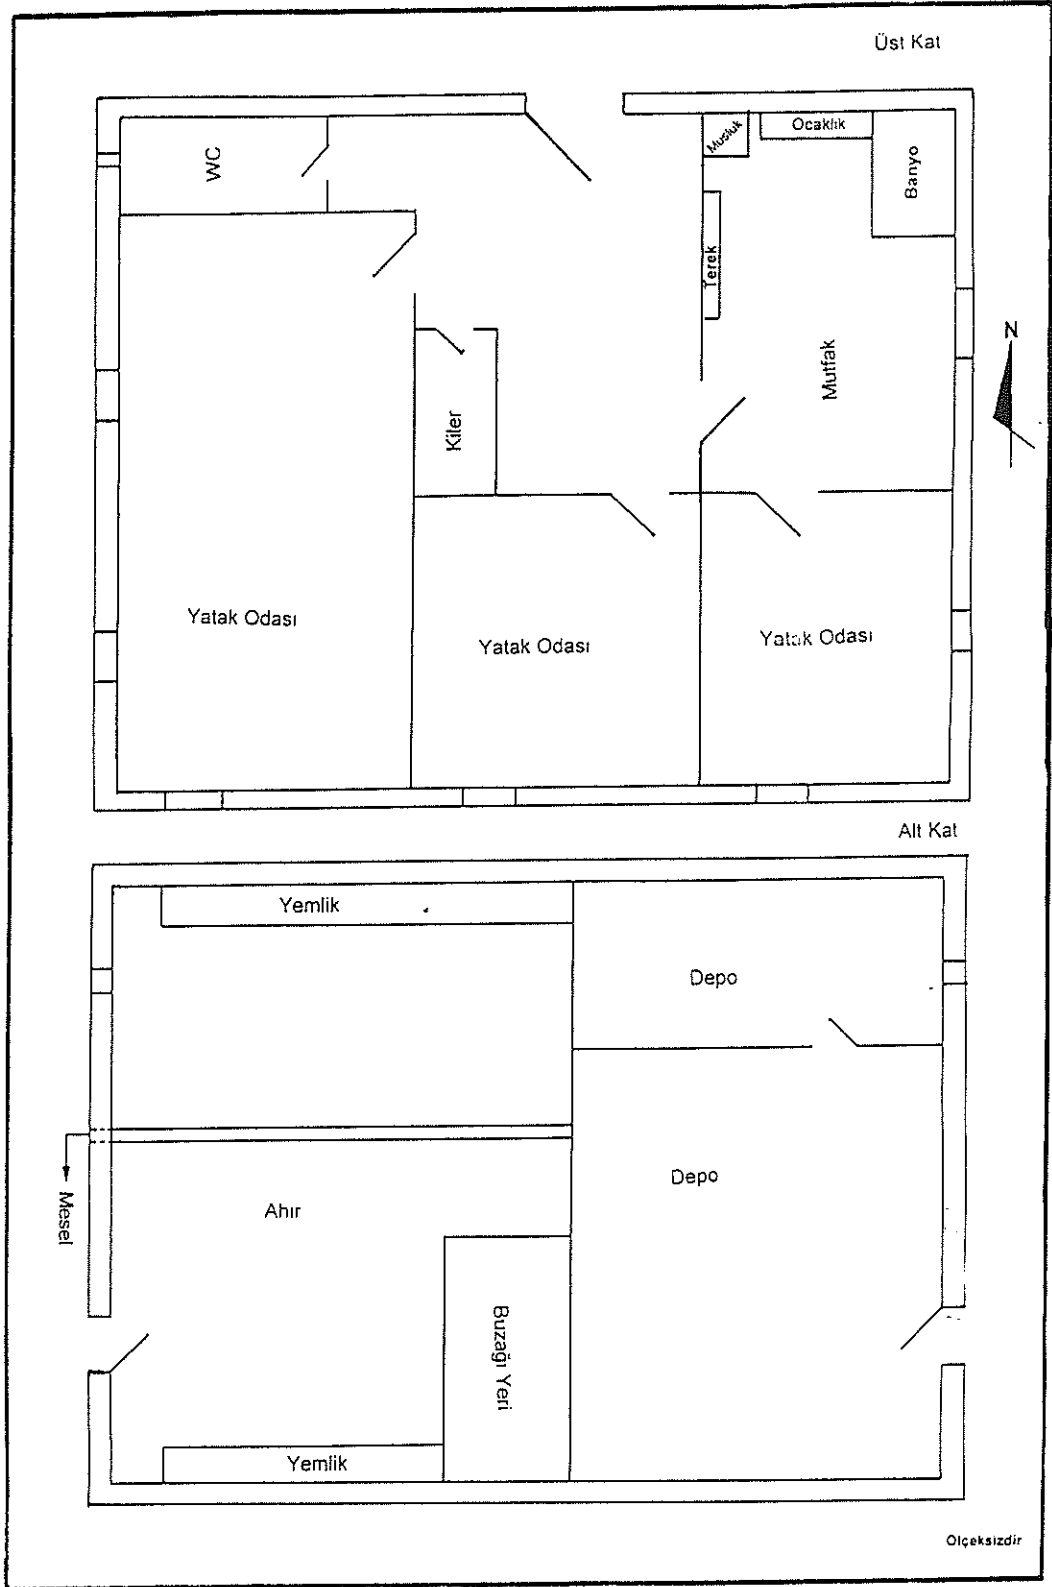 Üst Kat
WC
Musluk
Ocaklık
Banyo
Terek
N
Mutfak
Kiler
Yatak Odası
Yatak Odası
Yatak Odası
Alt Kat
Yemlik
Depo
Depo
Mesel
Ahır
Buzağı Yeri
Yemlik
Olçeksizdir